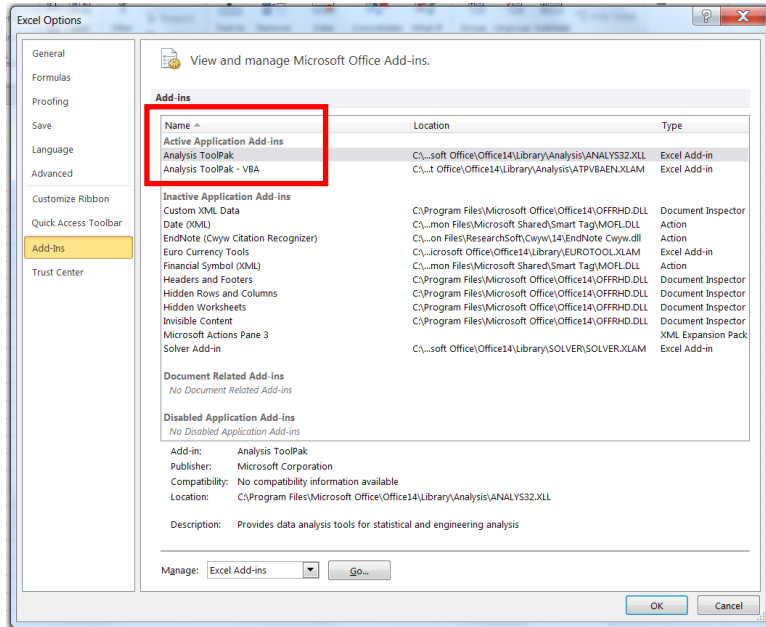 Excel Options
General
Formulas
Proofing
Save
Language
Advanced
Customize Ribbon
Quick Access Toolbar
Add-Ins
Trust Center
View and manage Microsoft Office Add-ins.
Add-ins
Name Location Type
Active Application Add-ins
Analysis ToolPak C:\...soft Office\Office14\Library\Analysis\ANALYS32.XLL Excel Add-in
Analysis ToolPak - VBA C:\...t Office\Office14\Library\Analysis\ATPVBAEN.XLAM Excel Add-in
Inactive Application Add-ins
Custom XML Data C:\Program Files\Microsoft Office\Office14\OFFRHD.DLL Document Inspector
Date (XML) C:\...mon Files\Microsoft Shared\Smart Tag\MOFL.DLL Action
EndNote (Cwyw Citation Recognizer) C:\...on Files\ResearchSoft\Cwyw\14\EndNote Cwyw.dll Action
Euro Currency Tools C:\...icrosoft Office\Office14\Library\EUROTOOL.XLAM Excel Add-in
Financial Symbol (XML) C:\...mon Files\Microsoft Shared\Smart Tag\MOFL.DLL Action
Headers and Footers C:\Program Files\Microsoft Office\Office14\OFFRHD.DLL Document Inspector
Hidden Rows and Columns C:\Program Files\Microsoft Office\Office14\OFFRHD.DLL Document Inspector
Hidden Worksheets C:\Program Files\Microsoft Office\Office14\OFFRHD.DLL Document Inspector
Invisible Content C:\Program Files\Microsoft Office\Office14\OFFRHD.DLL Document Inspector
Microsoft Actions Pane 3 XML Expansion Pack
Solver Add-in C:\...soft Office\Office14\Library\SOLVER\SOLVER.XLAM Excel Add-in
Document Related Add-ins
No Document Related Add-ins
Disabled Application Add-ins
No Disabled Application Add-ins
Add-in: Analysis ToolPak
Publisher: Microsoft Corporation
Compatibility: No compatibility information available
Location: C:\Program Files\Microsoft Office\Office14\Library\Analysis\ANALYS32.XLL
Description: Provides data analysis tools for statistical and engineering analysis
Manage: Excel Add-ins Go...
OK Cancel